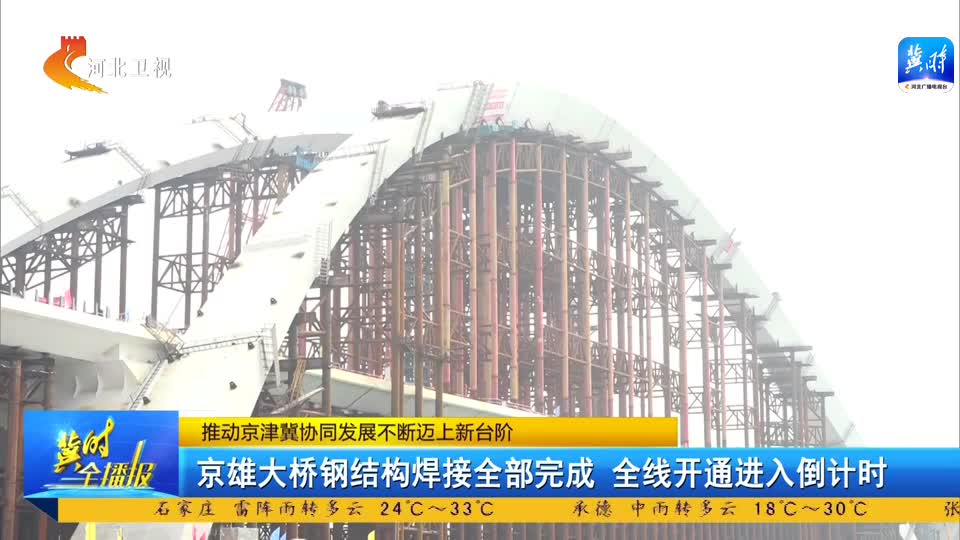 河北卫视
冀时
河北广播电视台
推动京津冀协同发展不断迈上新台阶
冀时
全播报
京雄大桥钢结构焊接全部完成 全线开通进入倒计时
石家庄 雷阵雨转多云 24℃～33℃ 承德 中雨转多云 18℃～30℃ 张